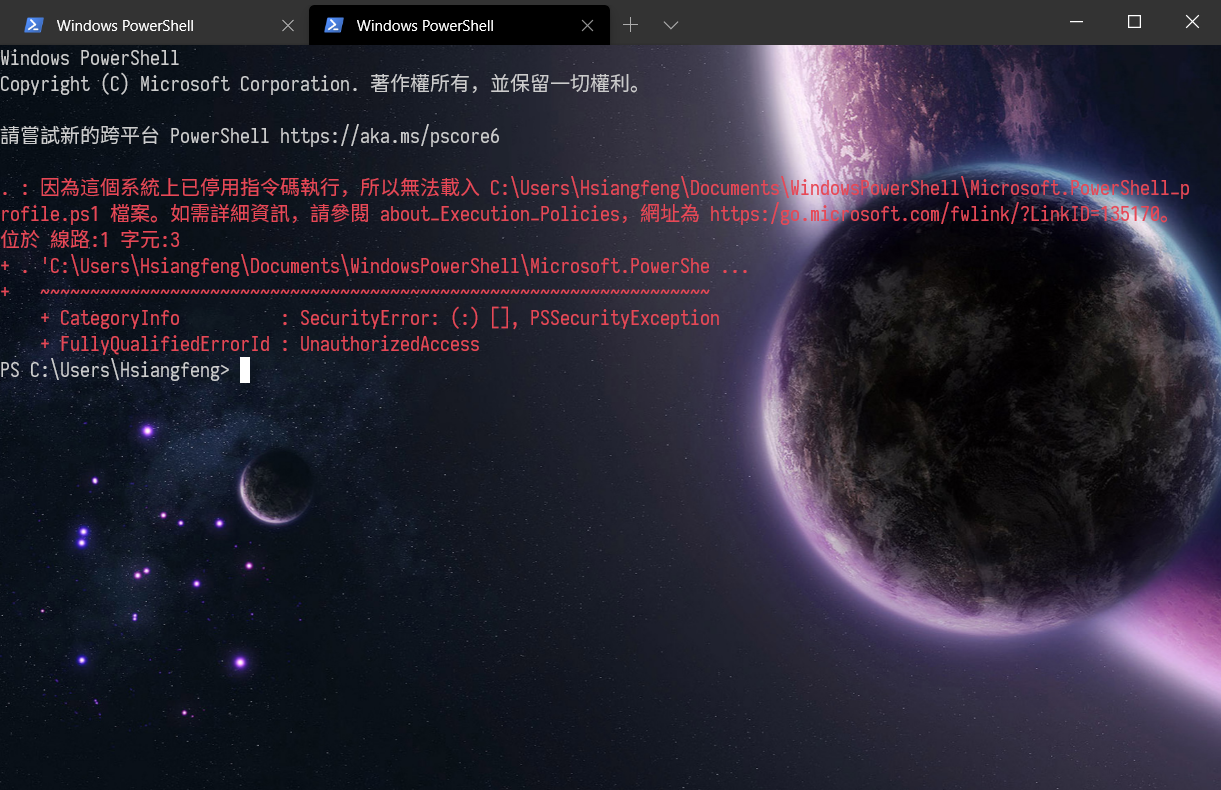 Windows PowerShell
Windows PowerShell
Windows PowerShell
Copyright (C) Microsoft Corporation. 著作權所有，並保留一切權利。
請嘗試新的跨平台 PowerShell https://aka.ms/pscore6
. : 因為這個系統上已停用指令碼執行，所以無法載入 C:\Users\Hsiangfeng\Documents\WindowsPowerShell\Microsoft.PowerShell_p
rofile.ps1 檔案。如需詳細資訊，請參閱 about_Execution_Policies，網址為 https:/go.microsoft.com/fwlink/?LinkID=135170。
位於 線路:1 字元:3
+ . 'C:\Users\Hsiangfeng\Documents\WindowsPowerShell\Microsoft.PowerShe ...
+   ~~~~~~~~~~~~~~~~~~~~~~~~~~~~~~~~~~~~~~~~~~~~~~~~~~~~~~~~~~~~~~~~~~~
    + CategoryInfo          : SecurityError: (:) [], PSSecurityException
    + FullyQualifiedErrorId : UnauthorizedAccess
PS C:\Users\Hsiangfeng>